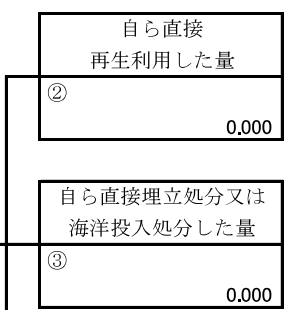 自ら直接
再生利用した量
②
0.000
自ら直接埋立処分又は
海洋投入処分した量
③
0.000